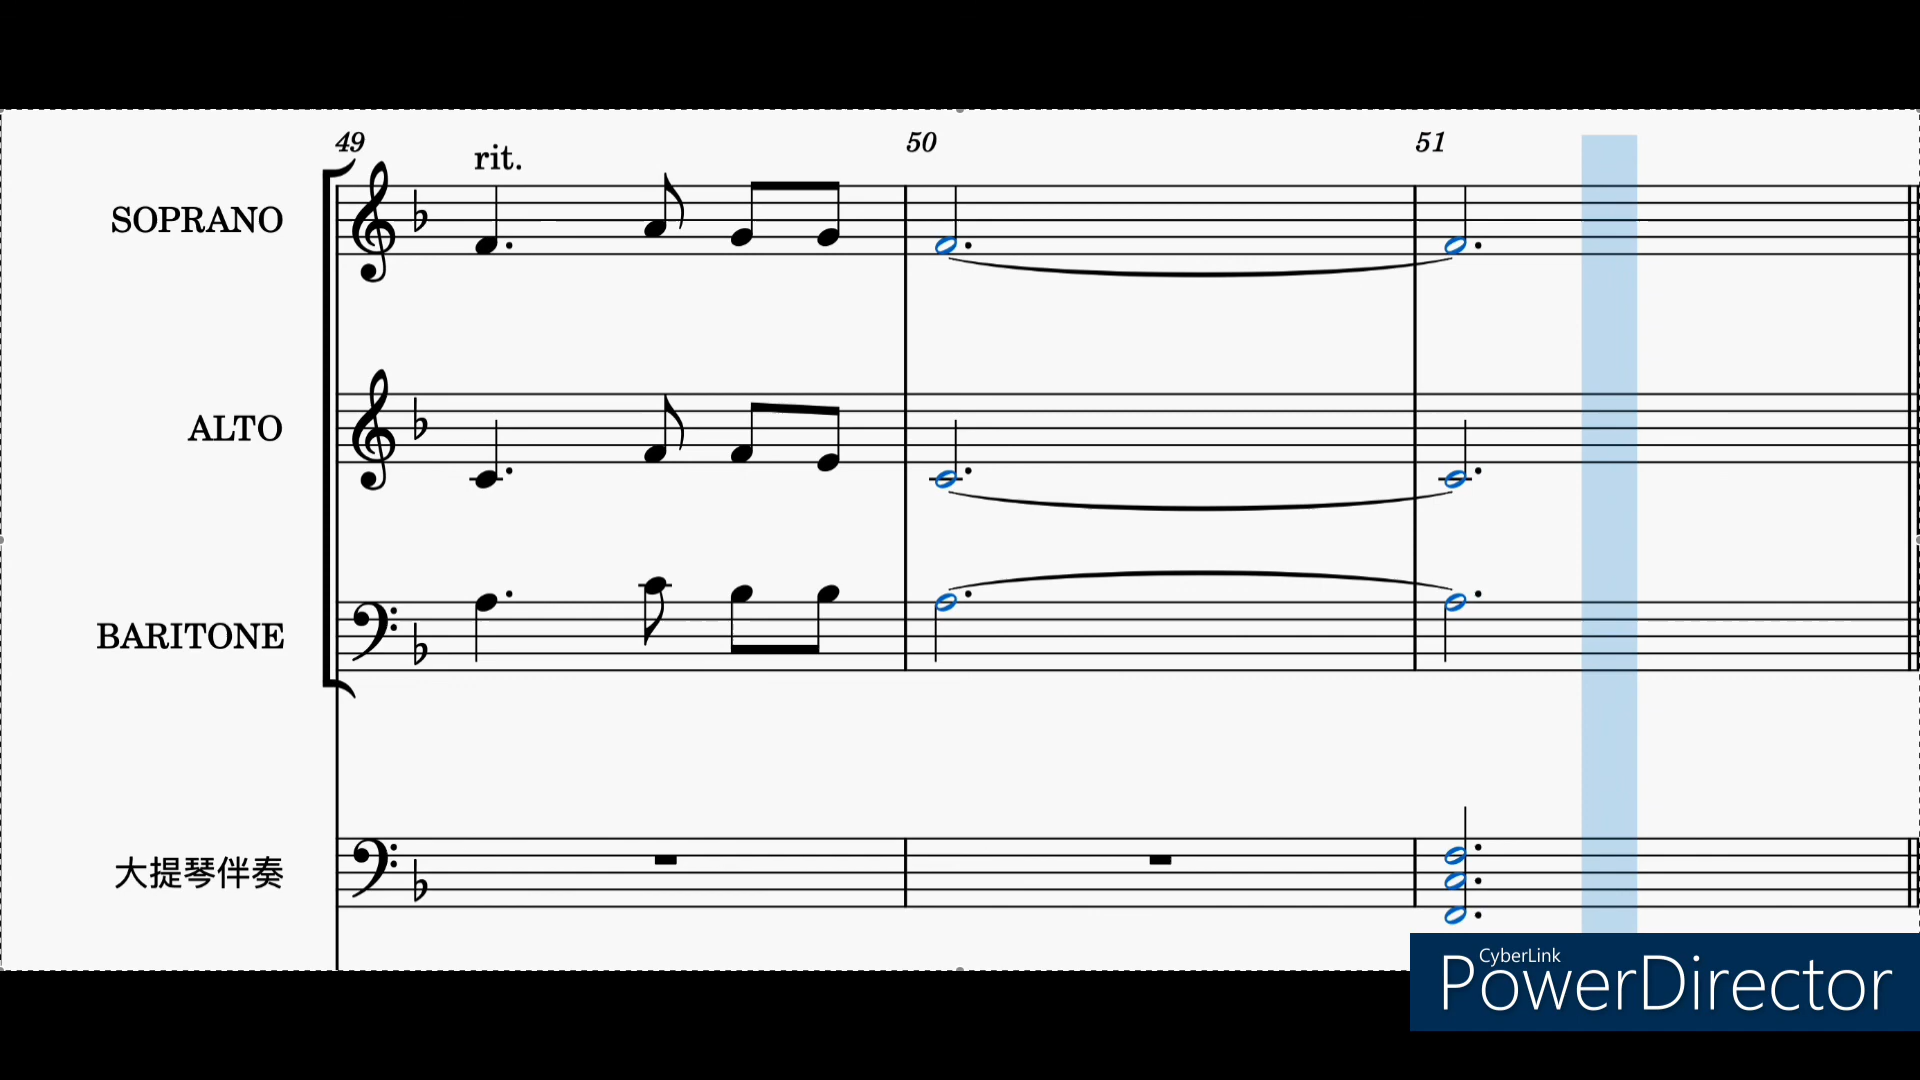 49
rit.
50
51
SOPRANO
ALTO
BARITONE
大提琴伴奏
CyberLink
PowerDirector